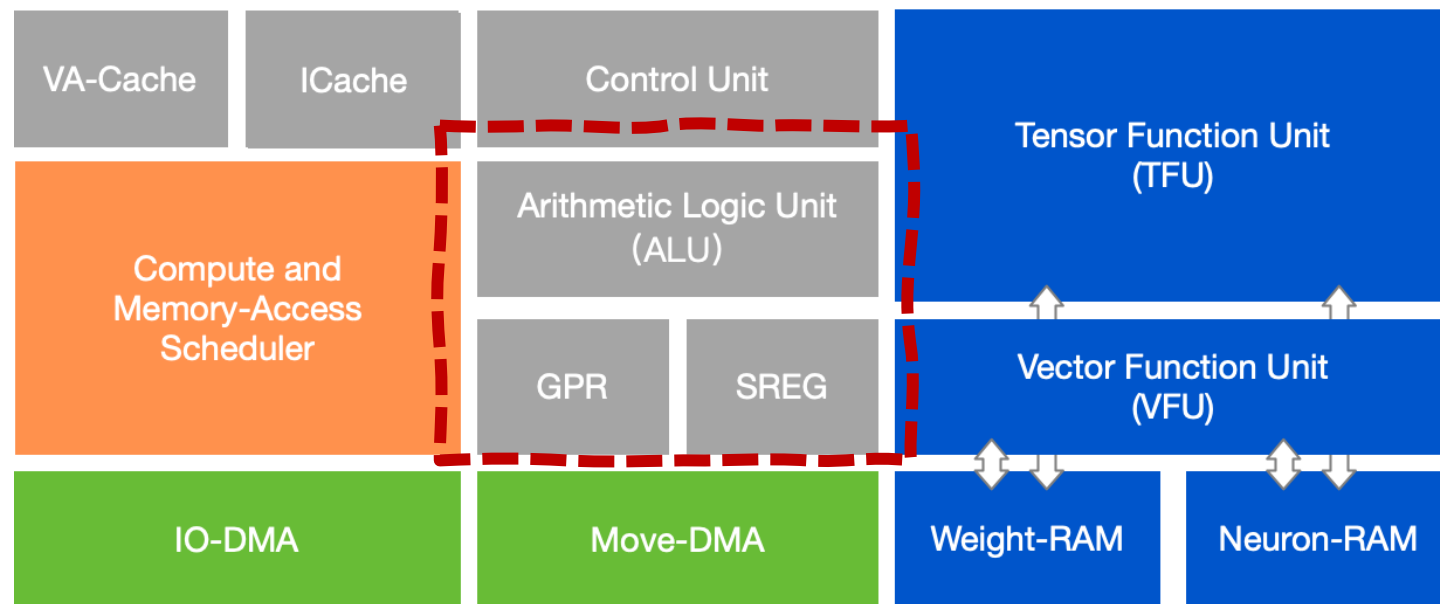 VA-Cache
ICache
Control Unit
Tensor Function Unit
(TFU)
Arithmetic Logic Unit
(ALU)
Compute and
Memory-Access
Scheduler
GPR
SREG
Vector Function Unit
(VFU)
IO-DMA
Move-DMA
Weight-RAM
Neuron-RAM